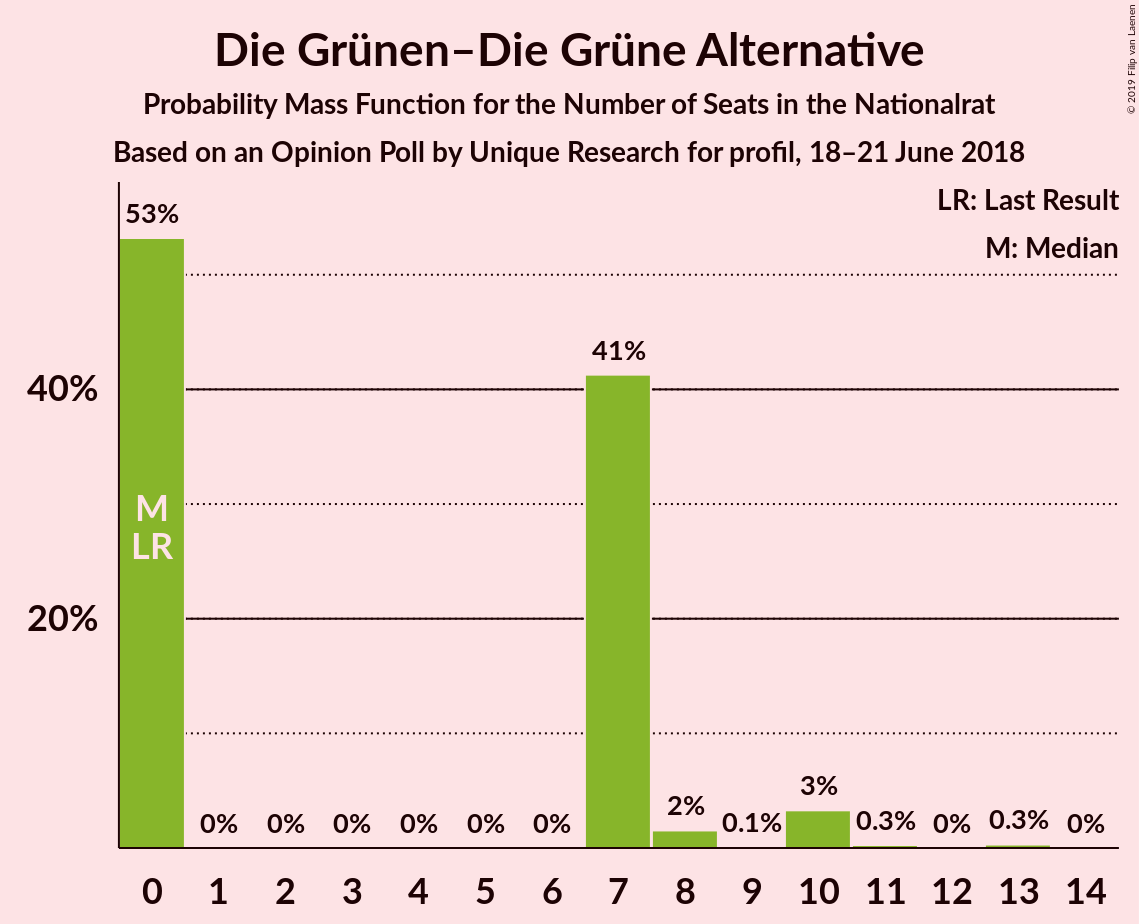 Die Grünen–Die Grüne Alternative
Probability Mass Function for the Number of Seats in the Nationalrat
Based on an Opinion Poll by Unique Research for profil, 18–21 June 2018
© 2019 Filip van Laenen
LR: Last Result
M: Median
53%
41%
40%
M
LR
20%
0% 0% 0% 0% 0% 0% 2% 0.1% 3% 0.3% 0% 0.3% 0%
0 1 2 3 4 5 6 7 8 9 10 11 12 13 14